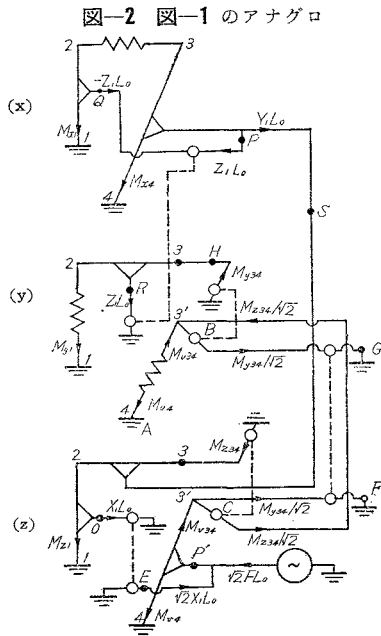 図—2 図—1 のアナグロ
2 3
(x)
-Z₁L₀
Q
Mx1 1
P
Y₁L₀
Z₁L₀
4 Mx4
S
(y)
2 3 H
R
Z₁L₀
My34
My1 1
3' B
Mz34/√2
Mv34
My34/√2
G
4 Mv4
A
Mz34
2 3
(z)
3' C
My34/√2
F
Mv34
Mz34/√2
O X₁L₀
Mz1 1
P'
E
√2FL₀
√2X₁L₀
4 Mv4